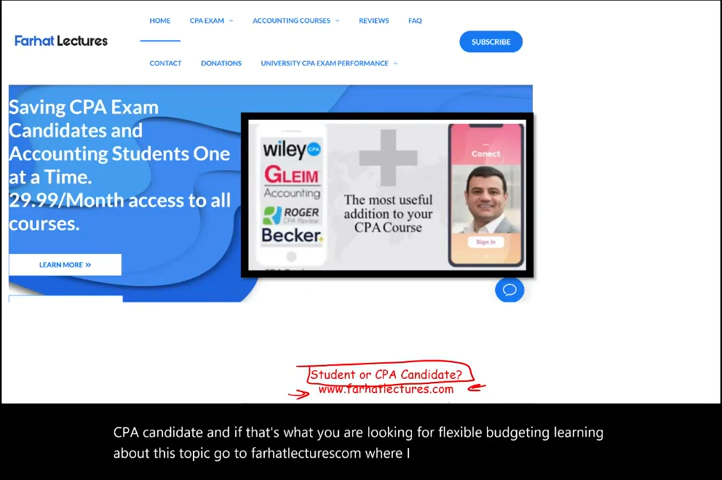 Farhat Lectures
HOME
CPA EXAM
ACCOUNTING COURSES
REVIEWS
FAQ
SUBSCRIBE
CONTACT
DONATIONS
UNIVERSITY CPA EXAM PERFORMANCE
Saving CPA Exam
Candidates and
Accounting Students One
at a Time.
29.99/Month access to all
courses.
LEARN MORE »
wiley CPA
GLEIM
Accounting
ROGER
CPA Review
Becker
The most useful
addition to your
CPA Course
Conect
Sign in
Student or CPA Candidate?
www.farhatlectures.com
CPA candidate and if that's what you are looking for flexible budgeting learning
about this topic go to farhatlecturescom where I